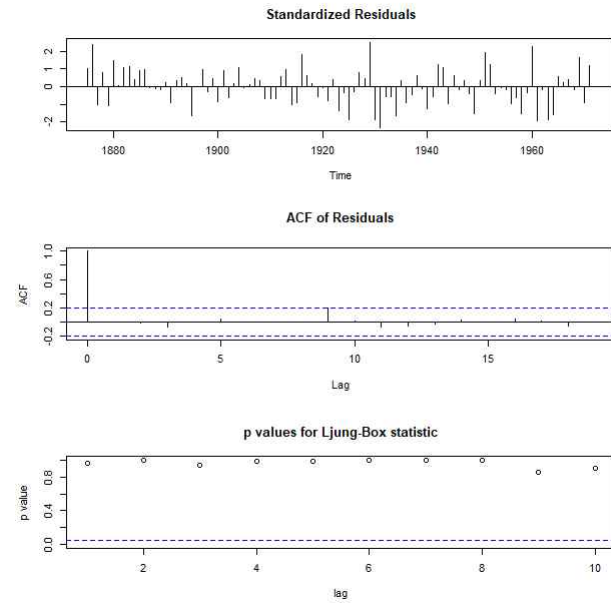 Standardized Residuals
2
1
0
-2
1880 1900 1920 1940 1960
Time
ACF of Residuals
1.0
0.6
ACF
0.2
-0.2
0 5 10 15
Lag
p values for Ljung-Box statistic
0.8
p value
0.4
0.0
2 4 6 8 10
lag